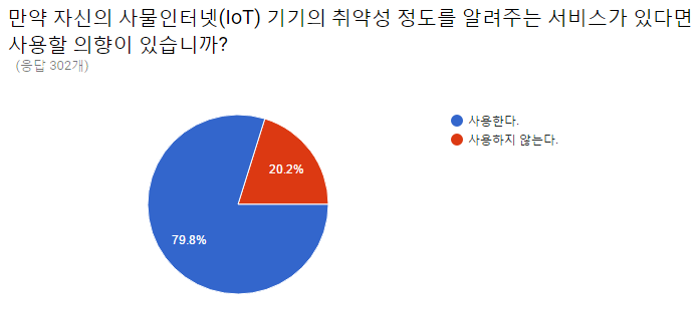 만약 자신의 사물인터넷(IoT) 기기의 취약성 정도를 알려주는 서비스가 있다면
사용할 의향이 있습니까?
(응답 302개)
사용한다.
사용하지 않는다.
20.2%
79.8%